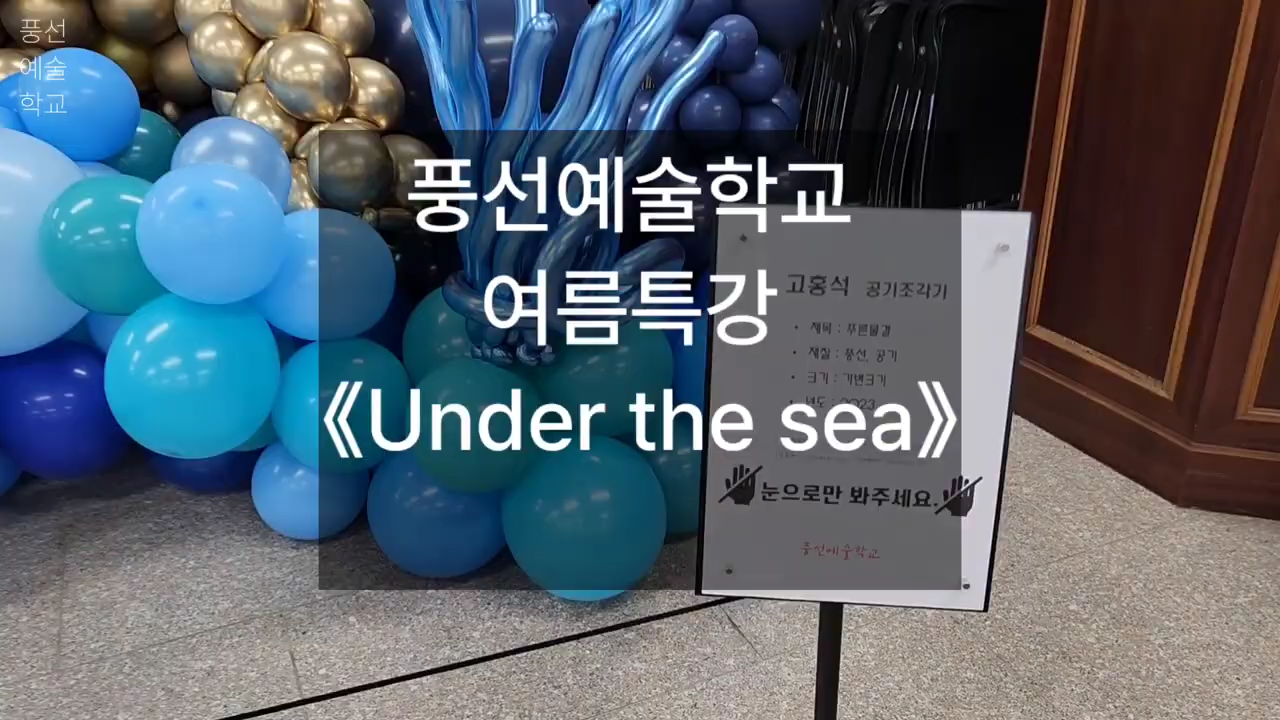 풍선
예술
학교
풍선예술학교
여름특강
《Under the sea》
고홍석 공기조각가
• 제목 : 푸른물결
• 재질 : 풍선, 공기
• 크기 : 가변크기
• 년도 : 2023
눈으로만 봐주세요.
풍선예술학교